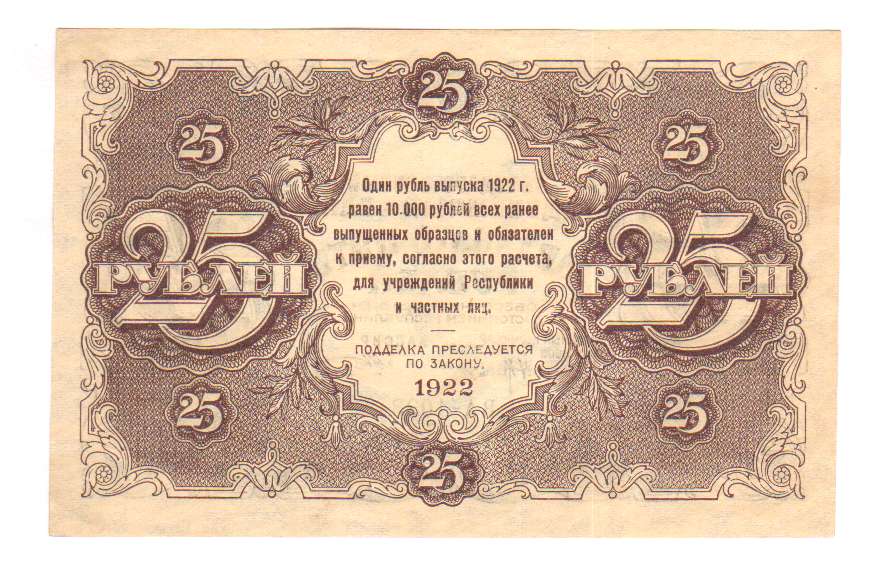 25
25
25
Один рубль выпуска 1922 г.
равен 10.000 рублей всех ранее
выпущенных образцов и обязателен
к приему, согласно этого расчета,
для учреждений Республики
и частных лиц.
25 РУБЛЕЙ
25 РУБЛЕЙ
ПОДДЕЛКА ПРЕСЛЕДУЕТСЯ
ПО ЗАКОНУ.
1922
25
25
25